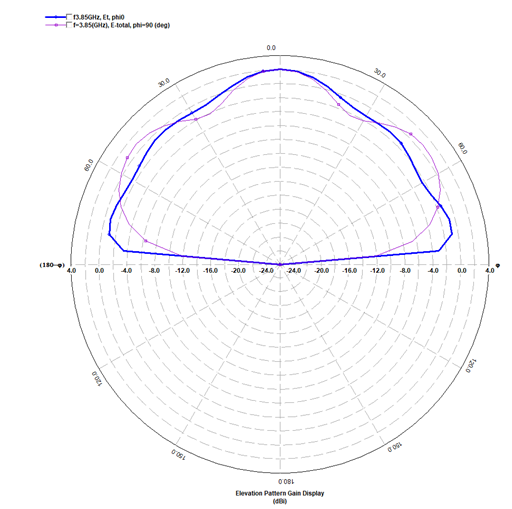 f3.85GHz, Et, phi0
f=3.85(GHz), E-total, phi=90 (deg)
0.0
30.0
30.0
60.0
60.0
(180-φ)
φ
4.0 0.0 -4.0 -8.0 -12.0 -16.0 -20.0 -24.0 -24.0 -20.0 -16.0 -12.0 -8.0 -4.0 0.0 4.0
120.0
120.0
150.0
150.0
180.0
Elevation Pattern Gain Display
(dBi)